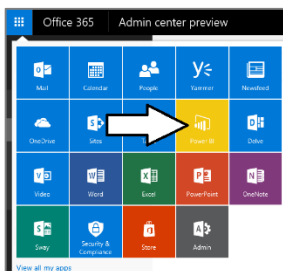 Office 365 Admin center preview
Mail Calendar People Yammer Newsfeed
OneDrive Sites Power BI Delve
Video Word Excel PowerPoint OneNote
Sway Security & Compliance Store Admin
View all my apps